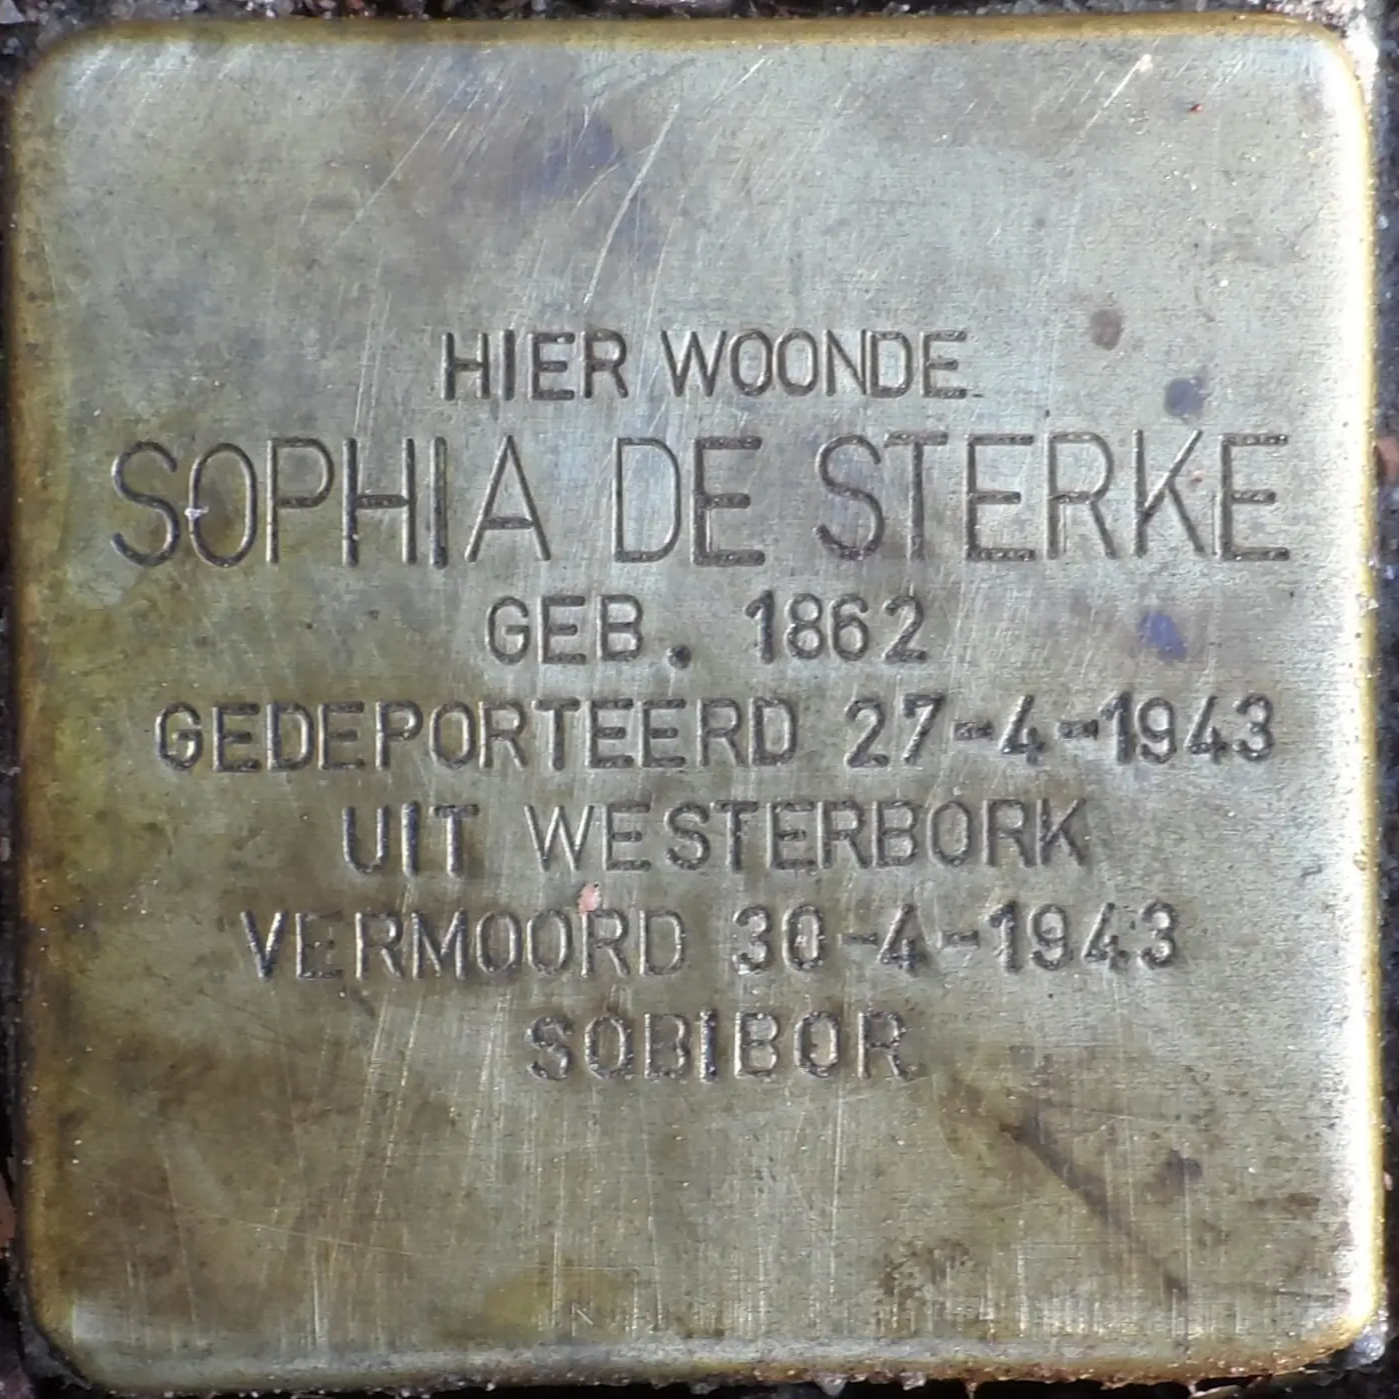 HIER WOONDE
SOPHIA DE STERKE
GEB. 1862
GEDEPORTEERD 27-4-1943
UIT WESTERBORK
VERMOORD 30-4-1943
SOBIBOR